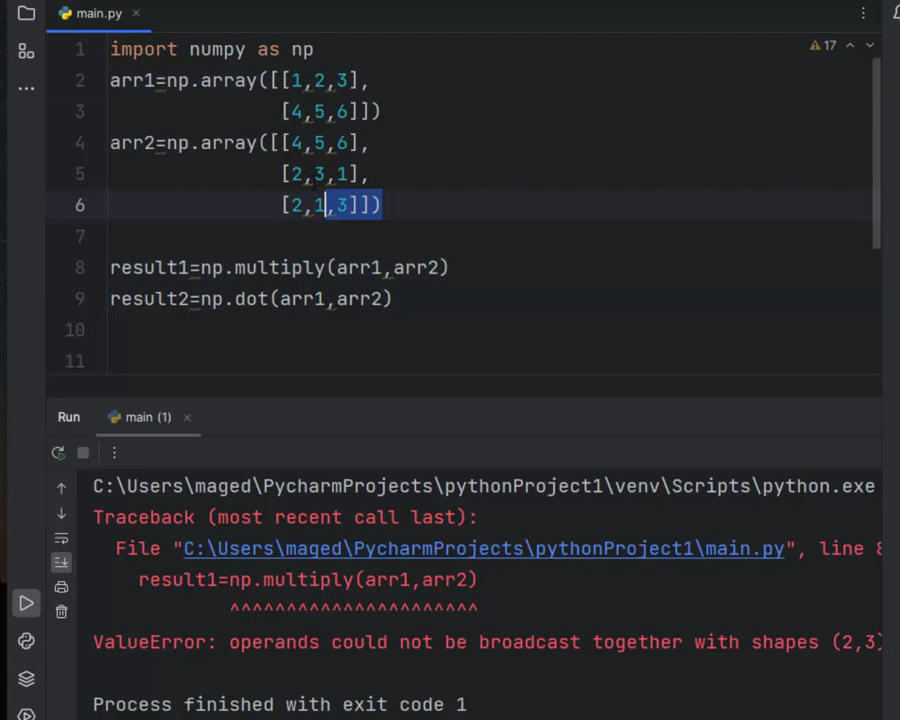 main.py
1 import numpy as np
17
2 arr1=np.array([[1,2,3],
3 [4,5,6]])
4 arr2=np.array([[4,5,6],
5 [2,3,1],
6 [2,1,3]])
7
8 result1=np.multiply(arr1,arr2)
9 result2=np.dot(arr1,arr2)
10
11
Run main (1)
C:\Users\maged\PycharmProjects\pythonProject1\venv\Scripts\python.exe
Traceback (most recent call last):
File "C:\Users\maged\PycharmProjects\pythonProject1\main.py", line 8
result1=np.multiply(arr1,arr2)
^^^^^^^^^^^^^^^^^^^^^^
ValueError: operands could not be broadcast together with shapes (2,3)
Process finished with exit code 1